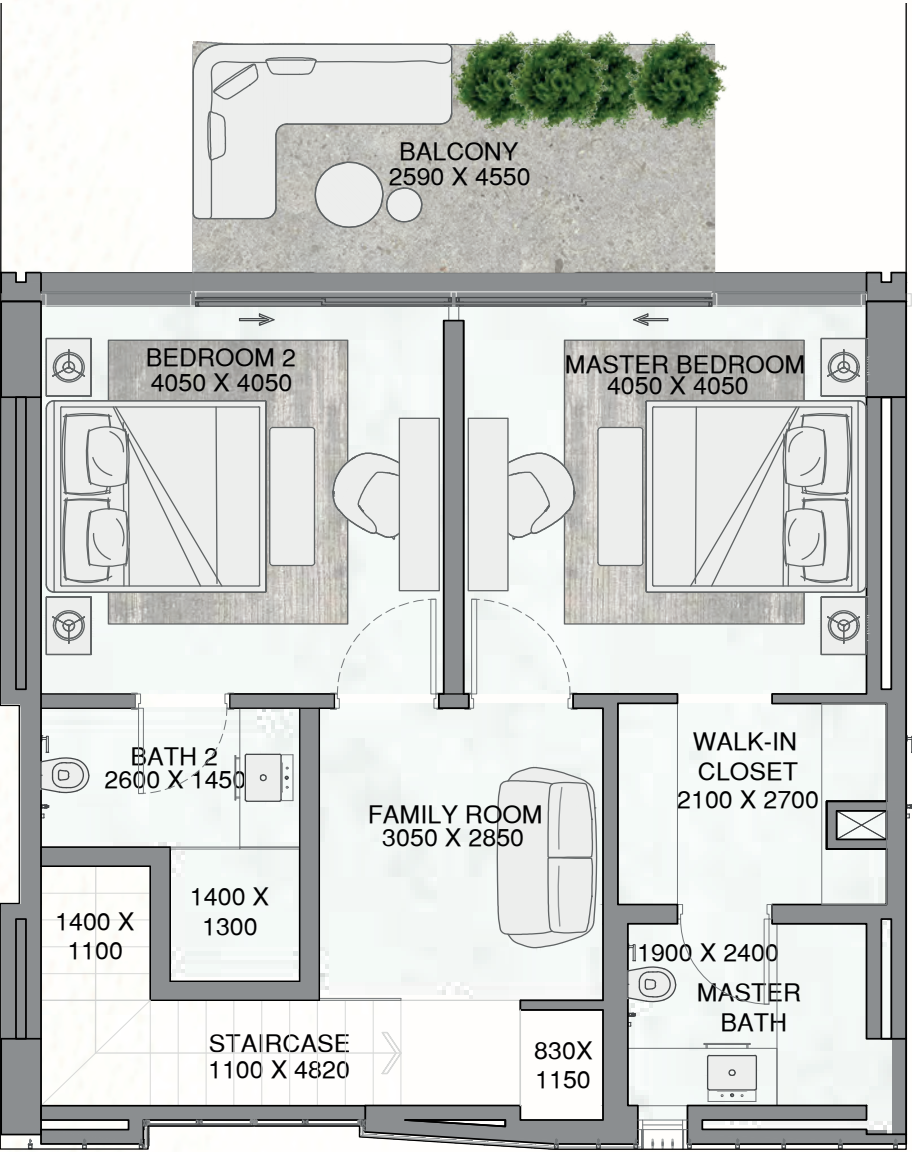 BALCONY
2590 X 4550
BEDROOM 2
4050 X 4050
MASTER BEDROOM
4050 X 4050
BATH 2
2600 X 1450
WALK-IN
CLOSET
2100 X 2700
FAMILY ROOM
3050 X 2850
1400 X
1300
1400 X
1100
1900 X 2400
MASTER
BATH
STAIRCASE
1100 X 4820
830X
1150